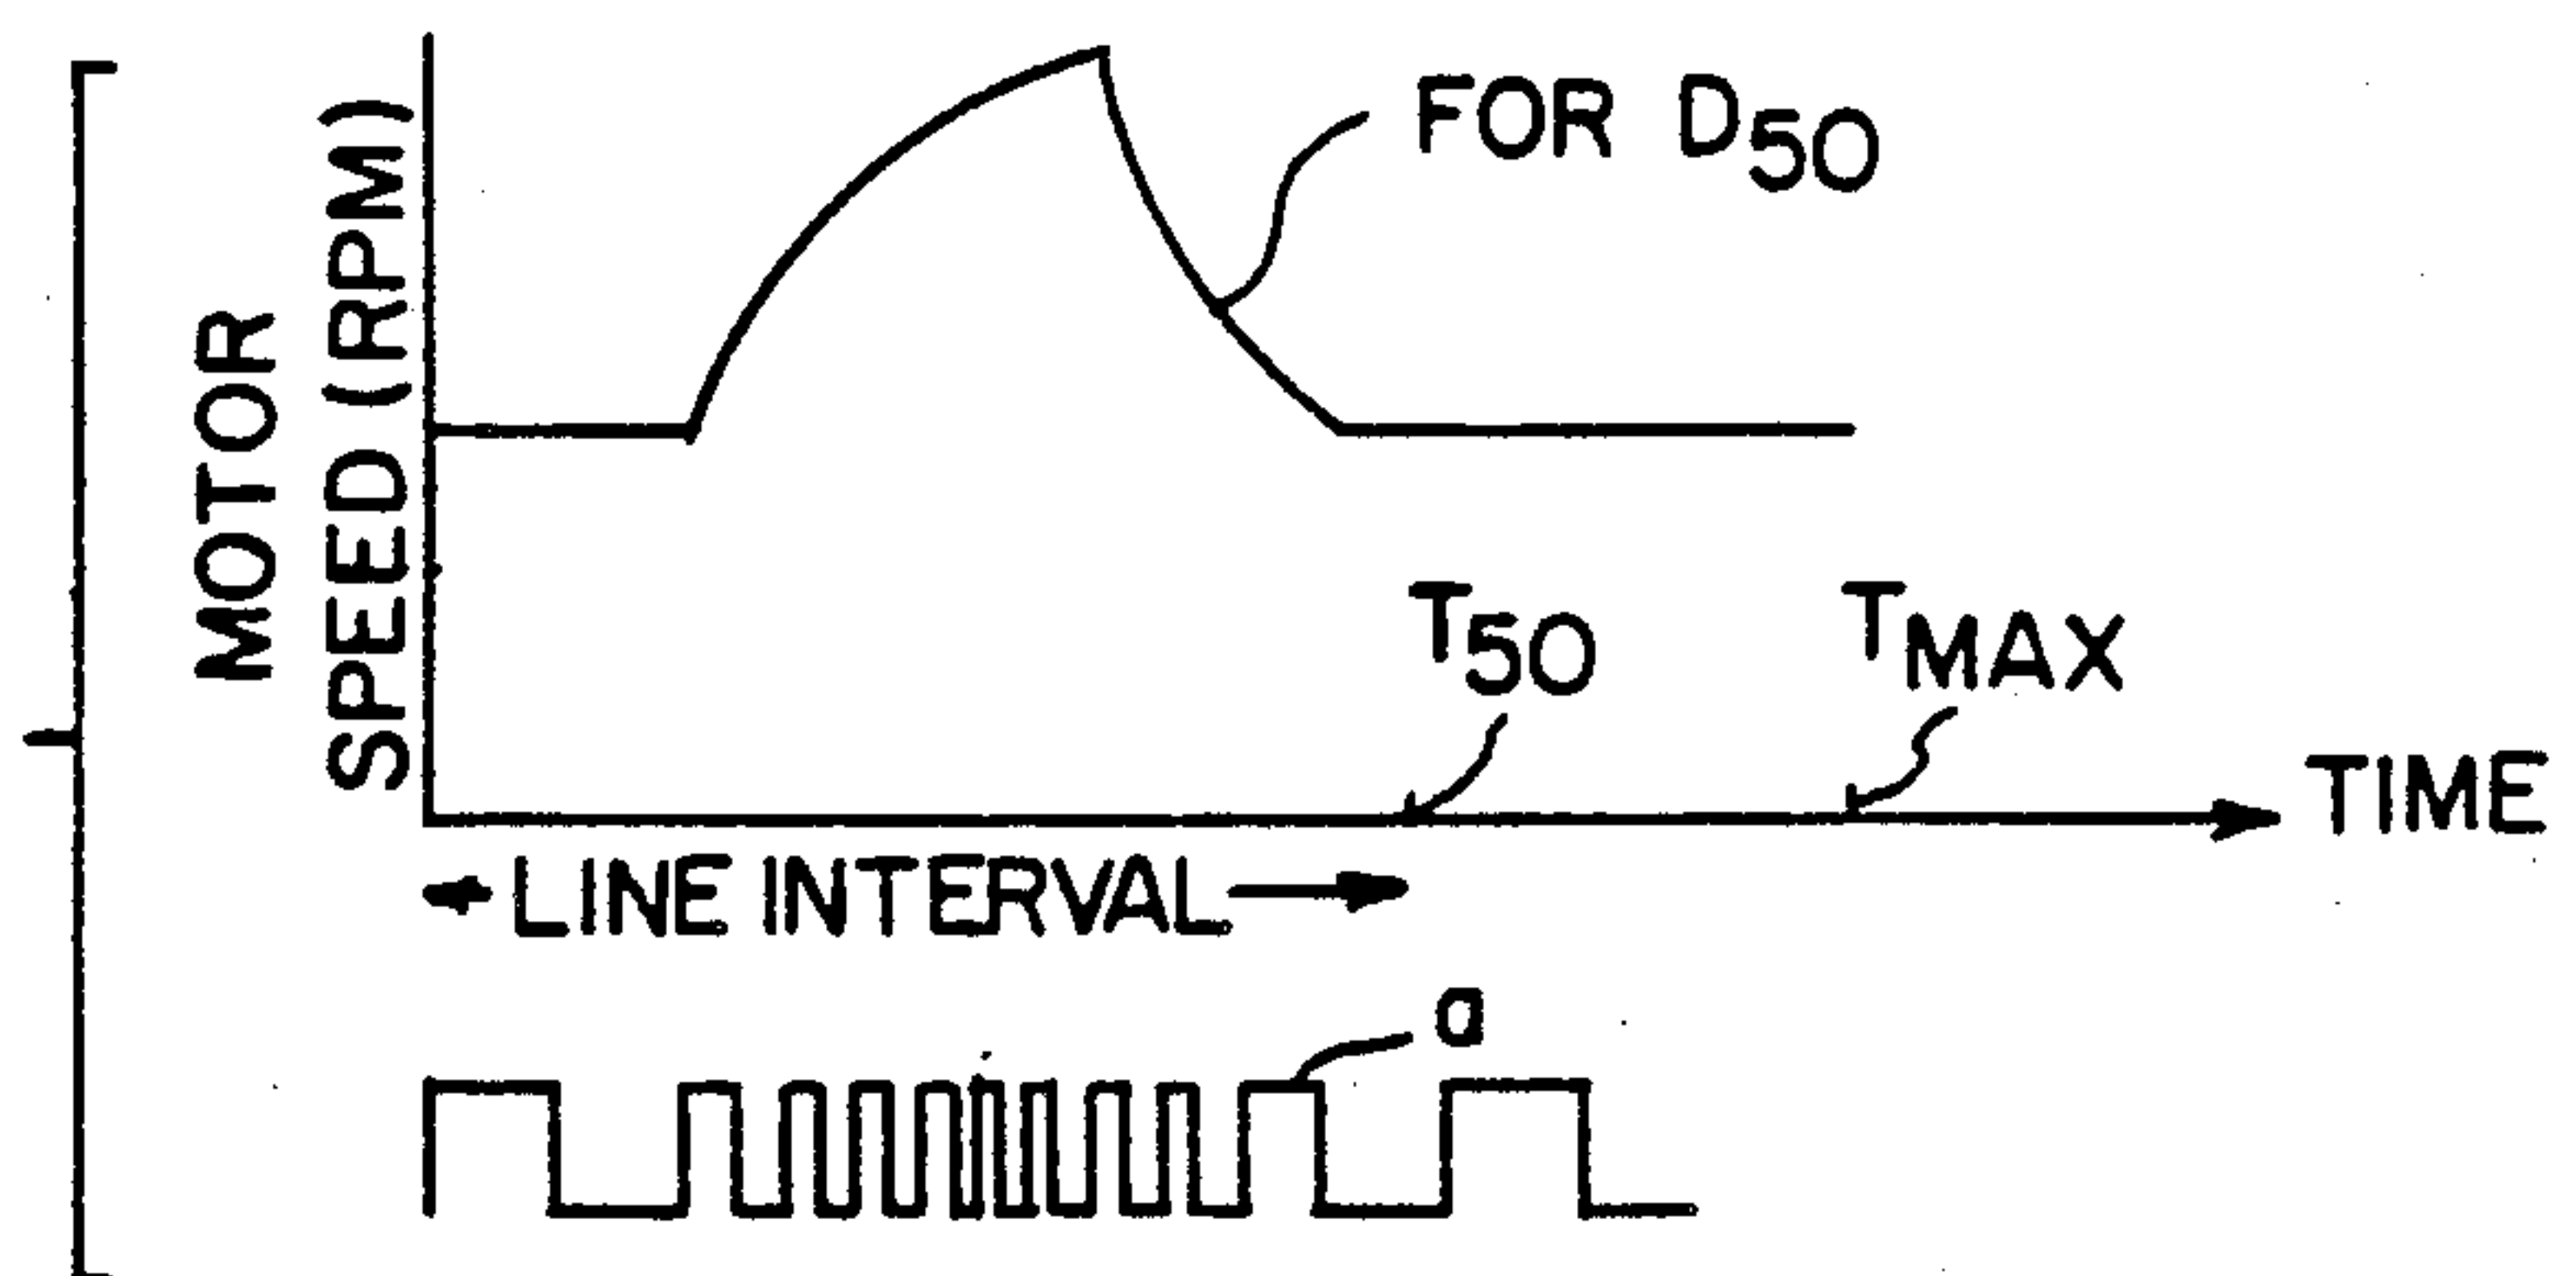 MOTOR
SPEED (RPM)
FOR D50
T50
TMAX
TIME
LINE INTERVAL
a